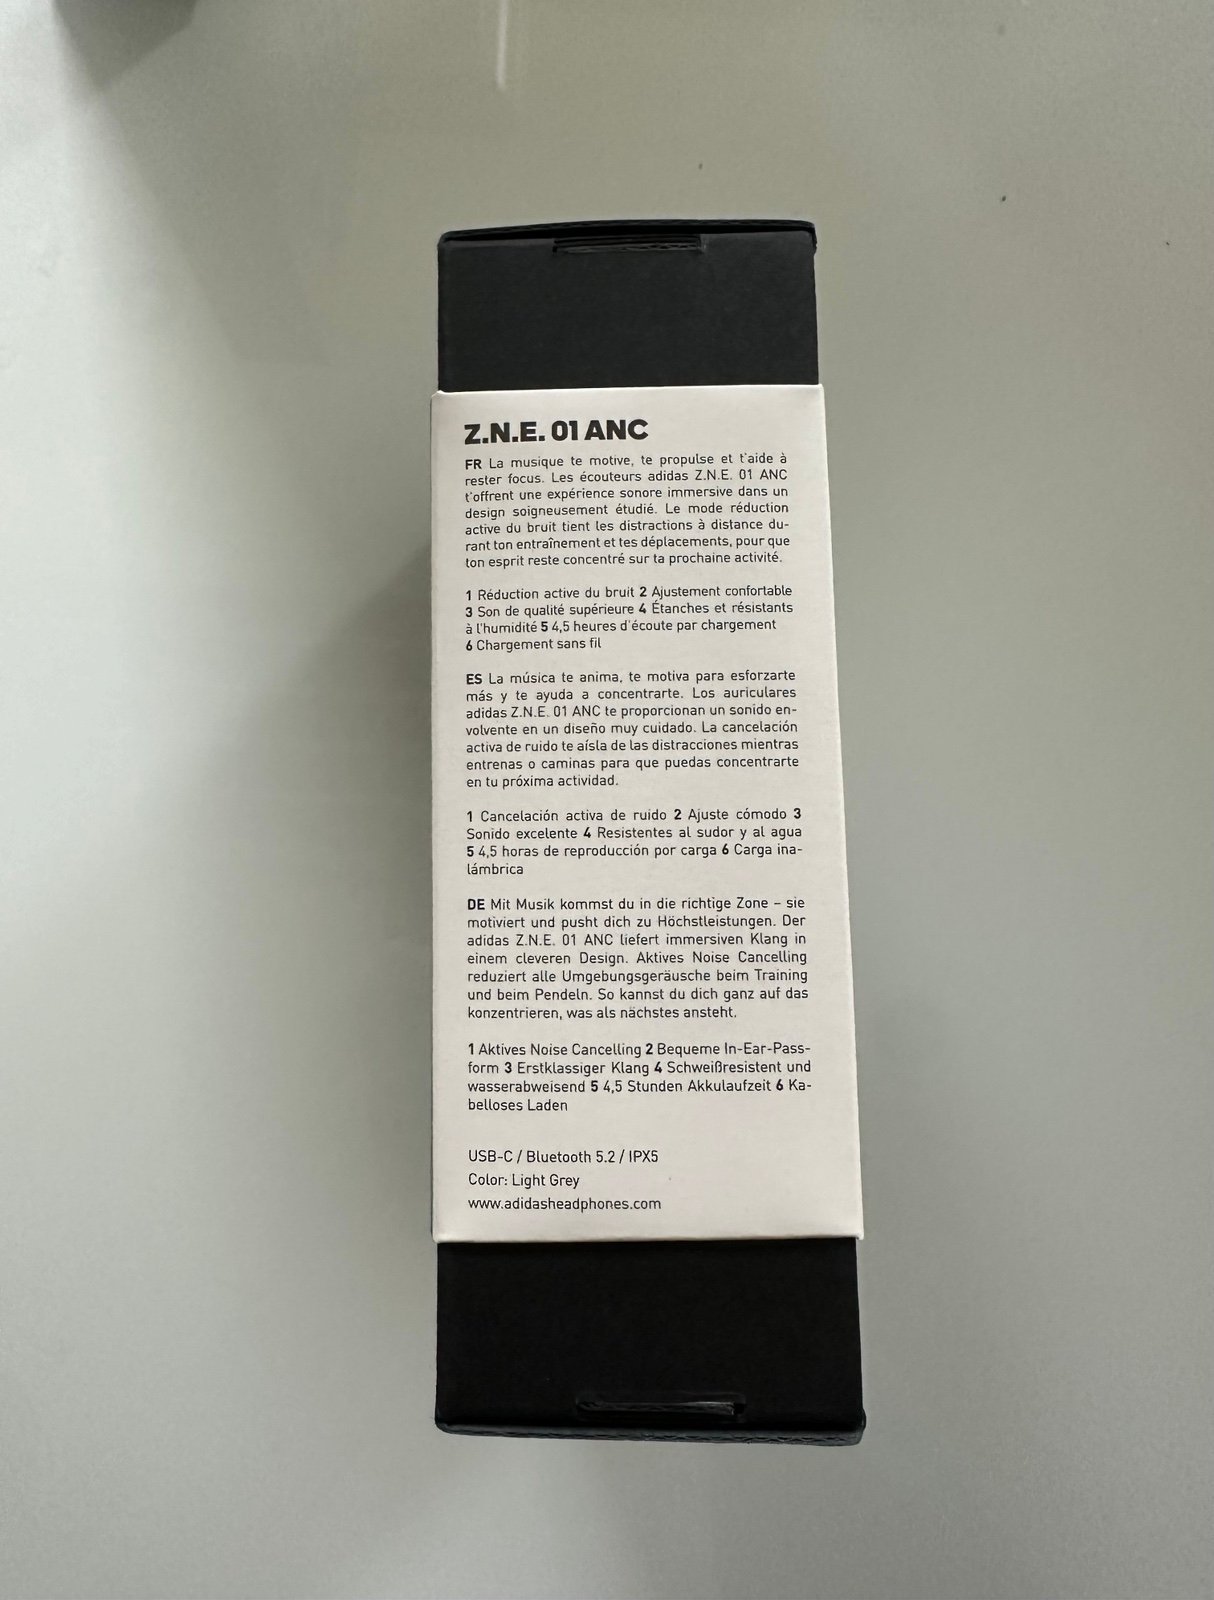 Z.N.E. 01 ANC
FR La musique te motive, te propulse et t'aide à
rester focus. Les écouteurs adidas Z.N.E. 01 ANC
t'offrent une expérience sonore immersive dans un
design soigneusement étudié. Le mode réduction
active du bruit tient les distractions à distance du-
rant ton entraînement et tes déplacements, pour que
ton esprit reste concentré sur ta prochaine activité.
1 Réduction active du bruit 2 Ajustement confortable
3 Son de qualité supérieure 4 Étanches et résistants
à l'humidité 5 4,5 heures d'écoute par chargement
6 Chargement sans fil
ES La música te anima, te motiva para esforzarte
más y te ayuda a concentrarte. Los auriculares
adidas Z.N.E. 01 ANC te proporcionan un sonido en-
volvente en un diseño muy cuidado. La cancelación
activa de ruido te aísla de las distracciones mientras
entrenas o caminas para que puedas concentrarte
en tu próxima actividad.
1 Cancelación activa de ruido 2 Ajuste cómodo 3
Sonido excelente 4 Resistentes al sudor y al agua
5 4,5 horas de reproducción por carga 6 Carga ina-
lámbrica
DE Mit Musik kommst du in die richtige Zone – sie
motiviert und pusht dich zu Höchstleistungen. Der
adidas Z.N.E. 01 ANC liefert immersiven Klang in
einem cleveren Design. Aktives Noise Cancelling
reduziert alle Umgebungsgeräusche beim Training
und beim Pendeln. So kannst du dich ganz auf das
konzentrieren, was als nächstes ansteht.
1 Aktives Noise Cancelling 2 Bequeme In-Ear-Pass-
form 3 Erstklassiger Klang 4 Schweißresistent und
wasserabweisend 5 4,5 Stunden Akkulaufzeit 6 Ka-
belloses Laden
USB-C / Bluetooth 5.2 / IPX5
Color: Light Grey
www.adidasheadphones.com